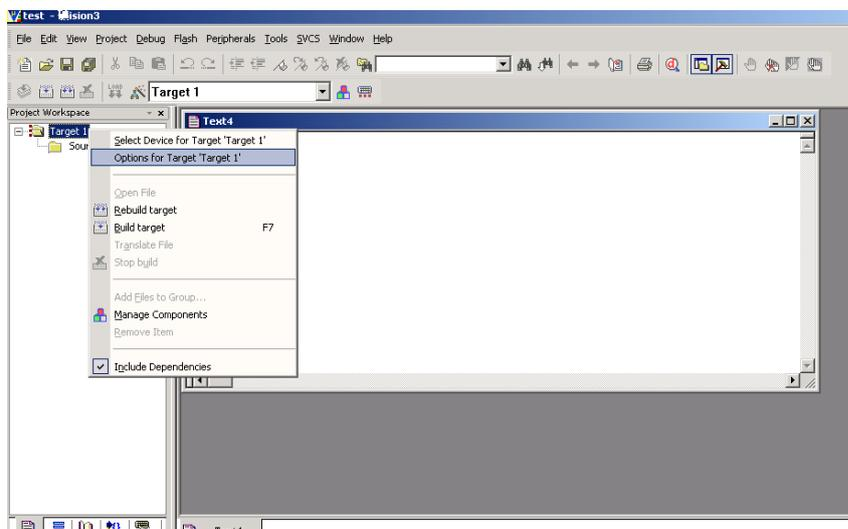 test - µVision3
File Edit View Project Debug Flash Peripherals Tools SVCS Window Help
LOAD Target 1
Project Workspace
Text4
Target 1
Sour
Select Device for Target 'Target 1'
Options for Target 'Target 1'
Open File
Rebuild target
Build target F7
Translate File
Stop build
Add Files to Group...
Manage Components
Remove Item
Include Dependencies